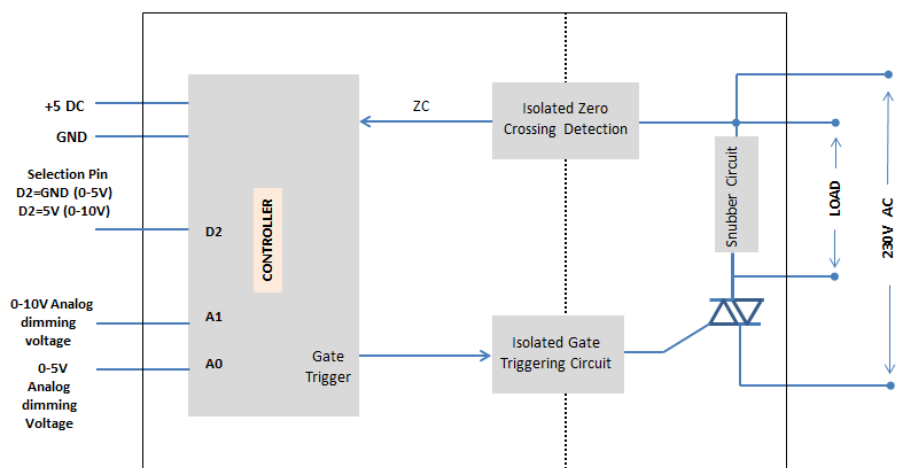 +5 DC
GND
Selection Pin
D2=GND (0-5V)
D2=5V (0-10V)
0-10V Analog
dimming
voltage
0-5V
Analog
dimming
Voltage
D2
A1
A0
CONTROLLER
Gate
Trigger
ZC
Isolated Zero
Crossing Detection
Isolated Gate
Triggering Circuit
Snubber Circuit
LOAD
230V AC